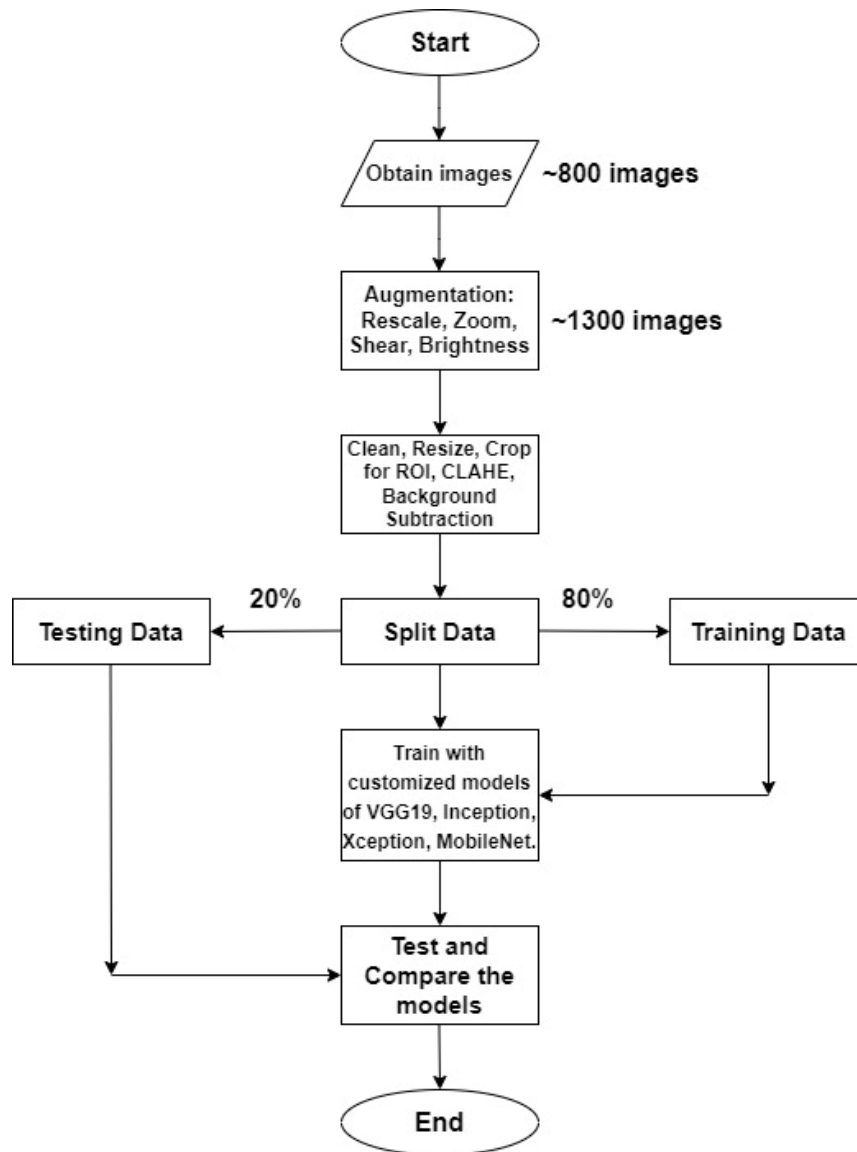 Start
Obtain images
~800 images
Augmentation:
Rescale, Zoom,
Shear, Brightness
~1300 images
Clean, Resize, Crop
for ROI, CLAHE,
Background
Subtraction
20%
80%
Testing Data
Split Data
Training Data
Train with
customized models
of VGG19, Inception,
Xception, MobileNet.
Test and
Compare the
models
End